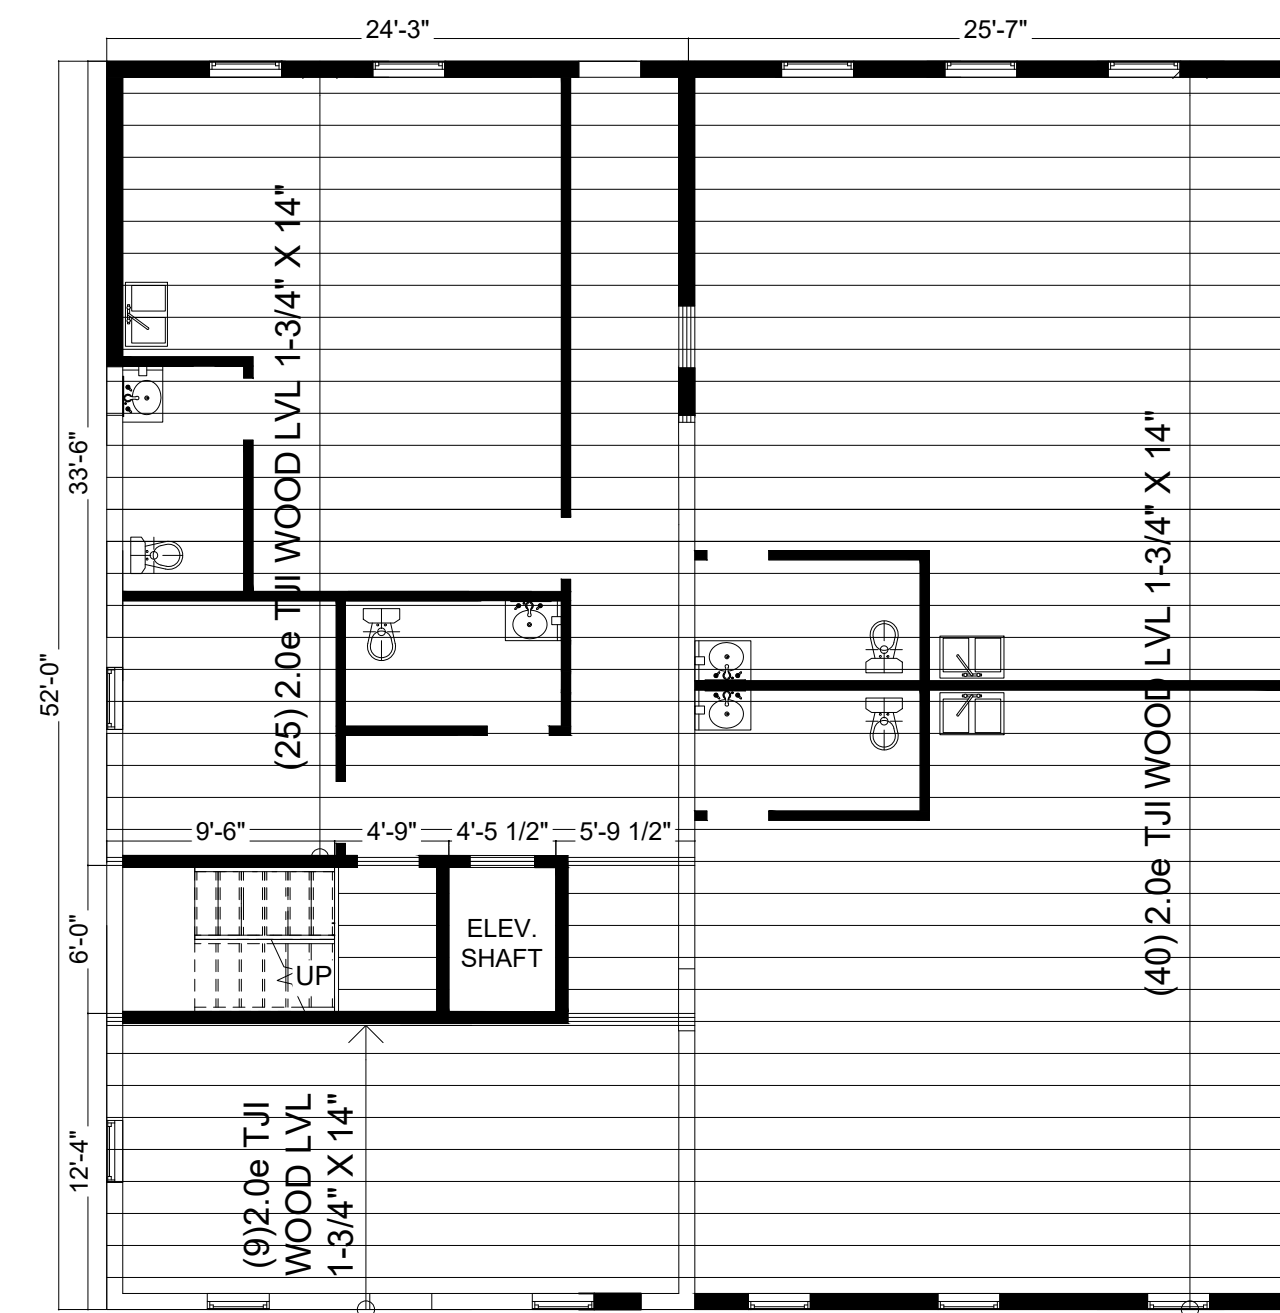 24'-3"
25'-7"
33'-6"
52'-0"
6'-0"
12'-4"
(25) 2.0e TJI WOOD LVL 1-3/4" X 14"
(40) 2.0e TJI WOOD LVL 1-3/4" X 14"
9'-6"
4'-9"
4'-5 1/2"
5'-9 1/2"
ELEV.
SHAFT
UP
(9)2.0e TJI
WOOD LVL
1-3/4" X 14"